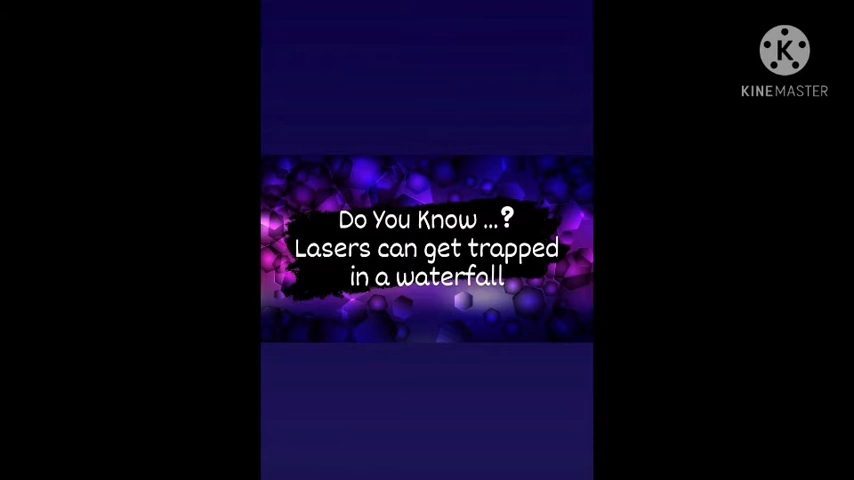 Do You Know ...?
Lasers can get trapped
in a waterfall
K
KINEMASTER